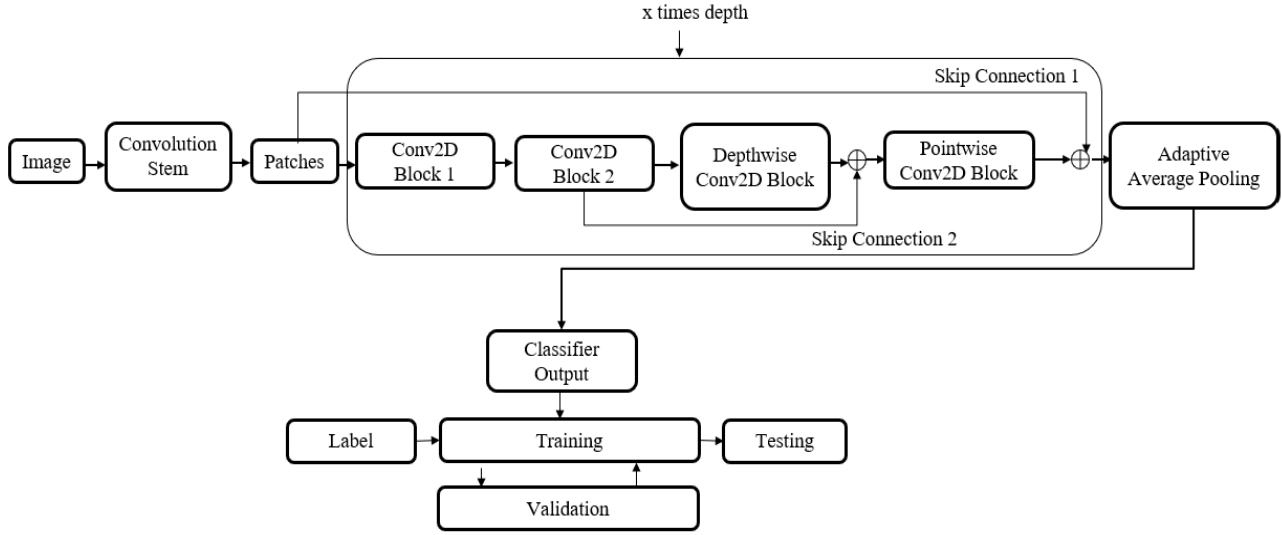 x times depth
Skip Connection 1
Image
Convolution
Stem
Patches
Conv2D
Block 1
Conv2D
Block 2
Depthwise
Conv2D Block
Pointwise
Conv2D Block
Adaptive
Average Pooling
Skip Connection 2
Classifier
Output
Label
Training
Testing
Validation